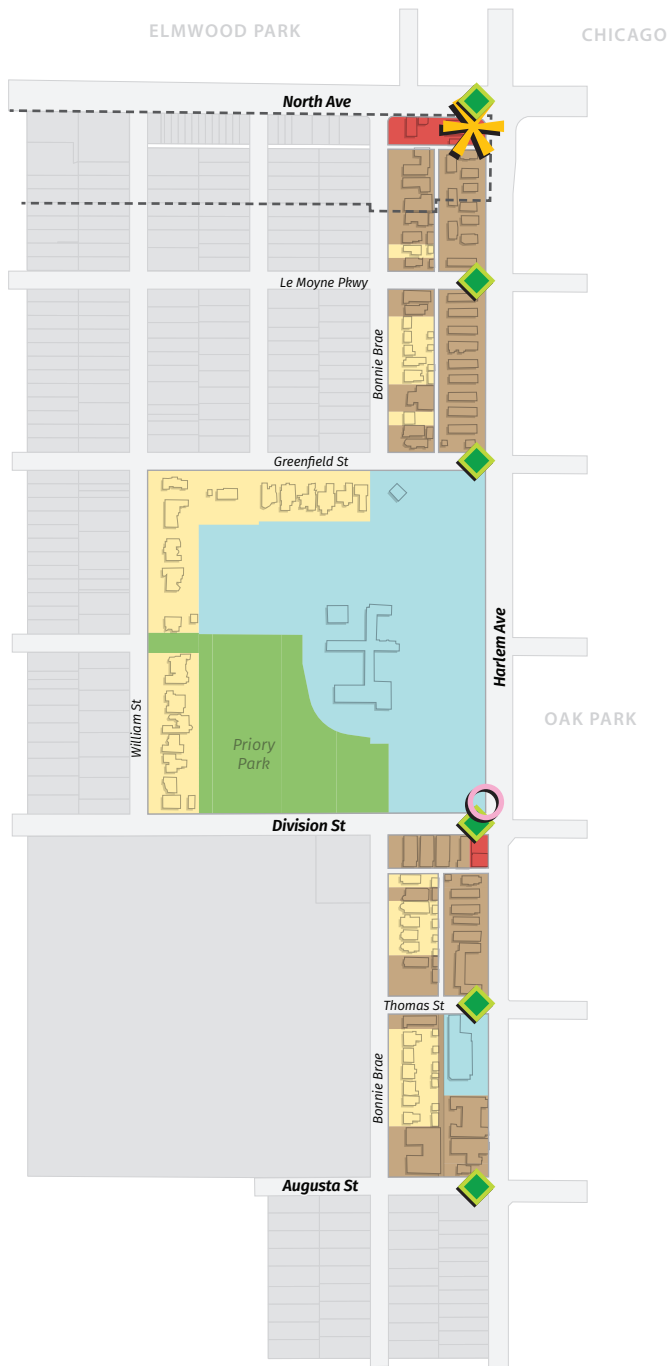 ELMWOOD PARK
CHICAGO
North Ave
Le Moyne Pkwy
Bonnie Brae
Greenfield St
Harlem Ave
William St
OAK PARK
Priory
Park
Division St
Thomas St
Bonnie Brae
Augusta St